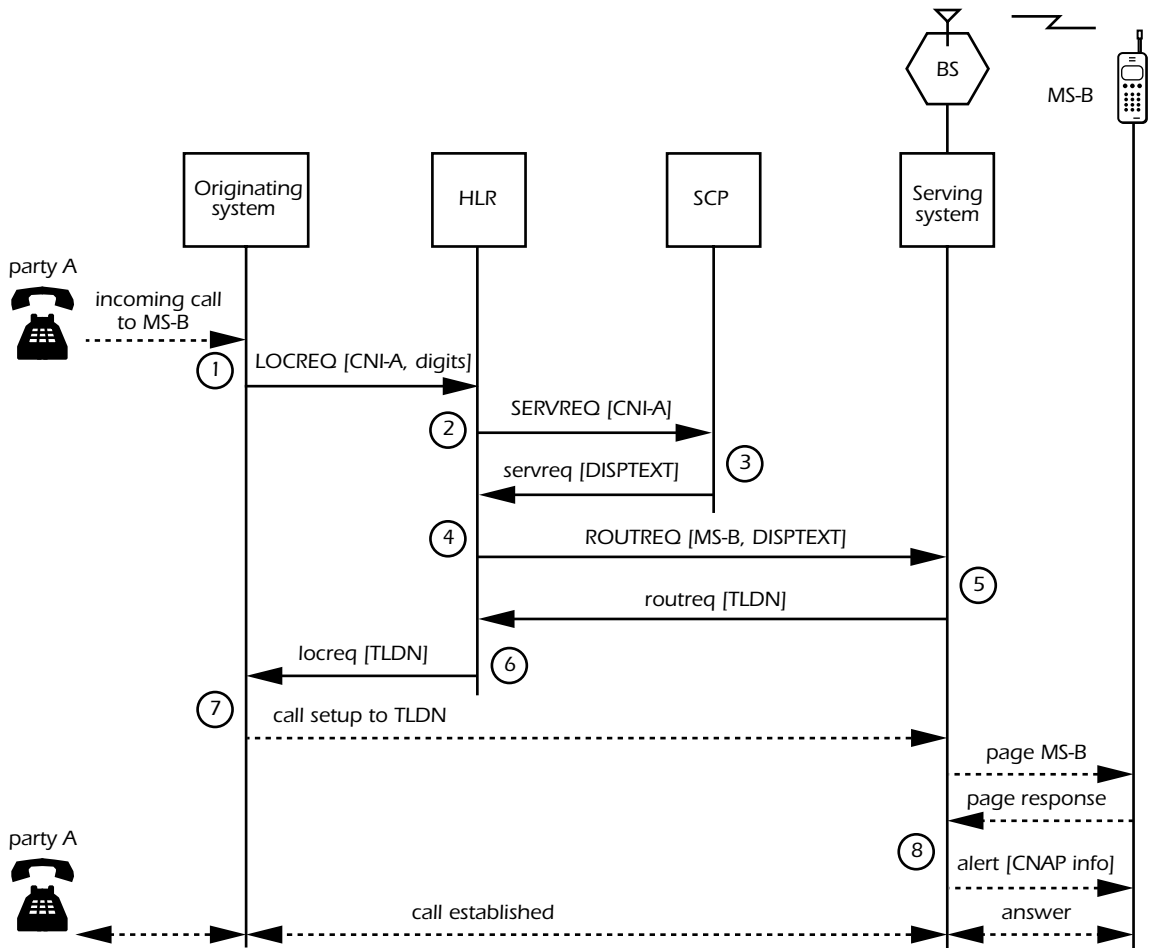 BS
MS-B
Originating
system
HLR
SCP
Serving
system
party A
incoming call
to MS-B
1
LOCREQ [CNI-A, digits]
2
SERVREQ [CNI-A]
3
servreq [DISPTEXT]
4
ROUTREQ [MS-B, DISPTEXT]
5
routreq [TLDN]
6
locreq [TLDN]
7
call setup to TLDN
page MS-B
page response
8
party A
alert [CNAP info]
call established
answer